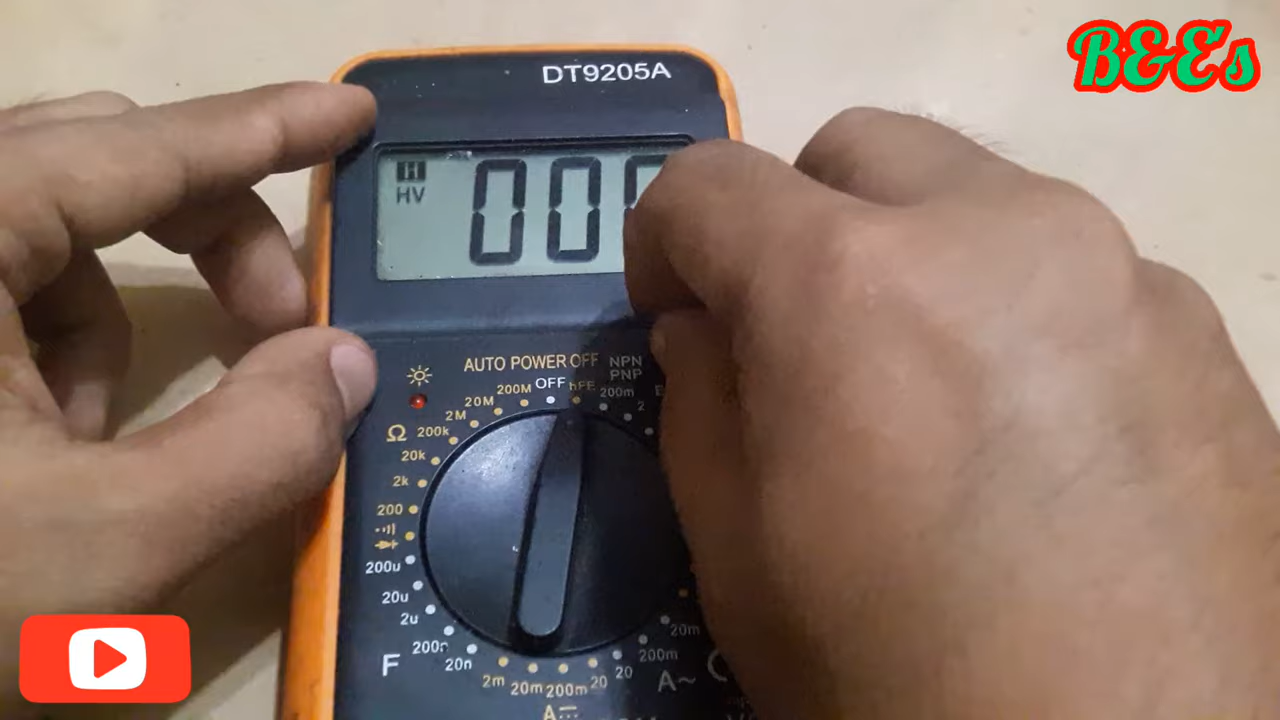 B&Es
DT9205A
H
HV
00
AUTO POWER OFF
NPN
PNP
OFF
hFE
200m
2
200M
20M
2M
Ω
200k
20k
2k
200
200u
20u
2u
200n
20n
F
2m
20m
200m
20
A
20
200m
20m
A~